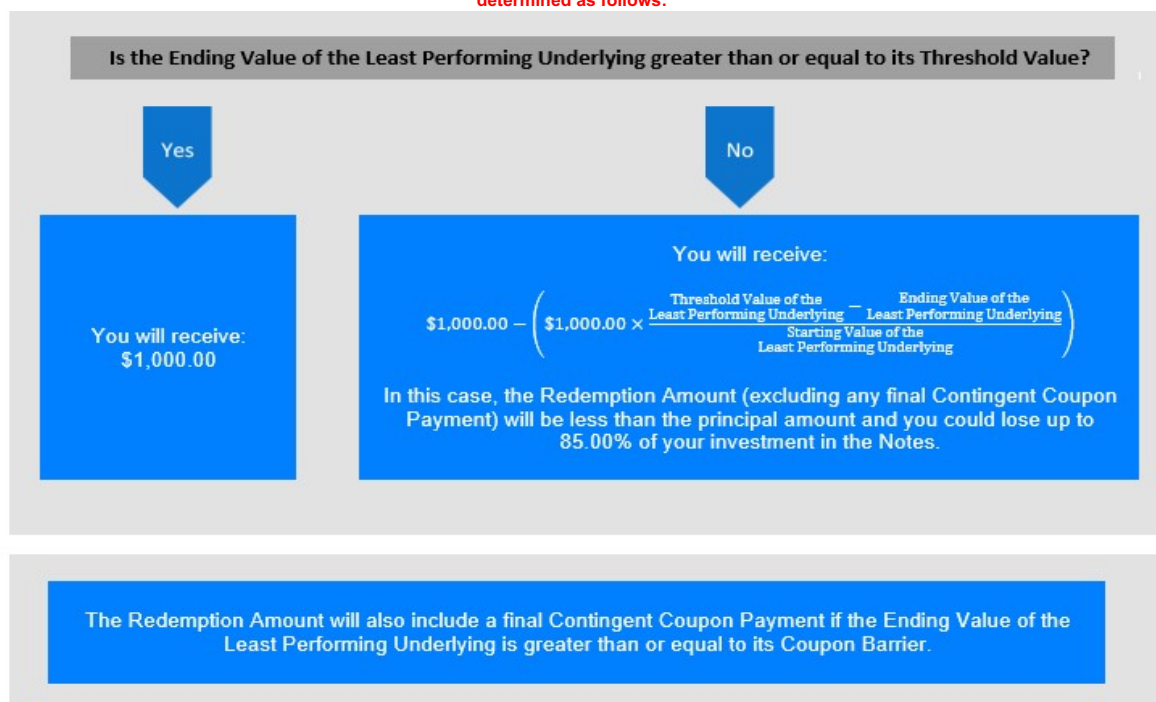 determined as follows:
Is the Ending Value of the Least Performing Underlying greater than or equal to its Threshold Value?
Yes
No
You will receive:
$1,000.00
You will receive:
$1,000.00 − ( $1,000.00 × (Threshold Value of the Least Performing Underlying − Ending Value of the Least Performing Underlying) / Starting Value of the Least Performing Underlying )
In this case, the Redemption Amount (excluding any final Contingent Coupon
Payment) will be less than the principal amount and you could lose up to
85.00% of your investment in the Notes.
The Redemption Amount will also include a final Contingent Coupon Payment if the Ending Value of the
Least Performing Underlying is greater than or equal to its Coupon Barrier.